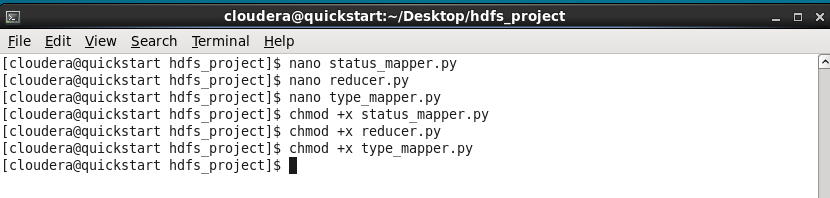 cloudera@quickstart:~/Desktop/hdfs_project
File Edit View Search Terminal Help
[cloudera@quickstart hdfs_project]$ nano status_mapper.py
[cloudera@quickstart hdfs_project]$ nano reducer.py
[cloudera@quickstart hdfs_project]$ nano type_mapper.py
[cloudera@quickstart hdfs_project]$ chmod +x status_mapper.py
[cloudera@quickstart hdfs_project]$ chmod +x reducer.py
[cloudera@quickstart hdfs_project]$ chmod +x type_mapper.py
[cloudera@quickstart hdfs_project]$